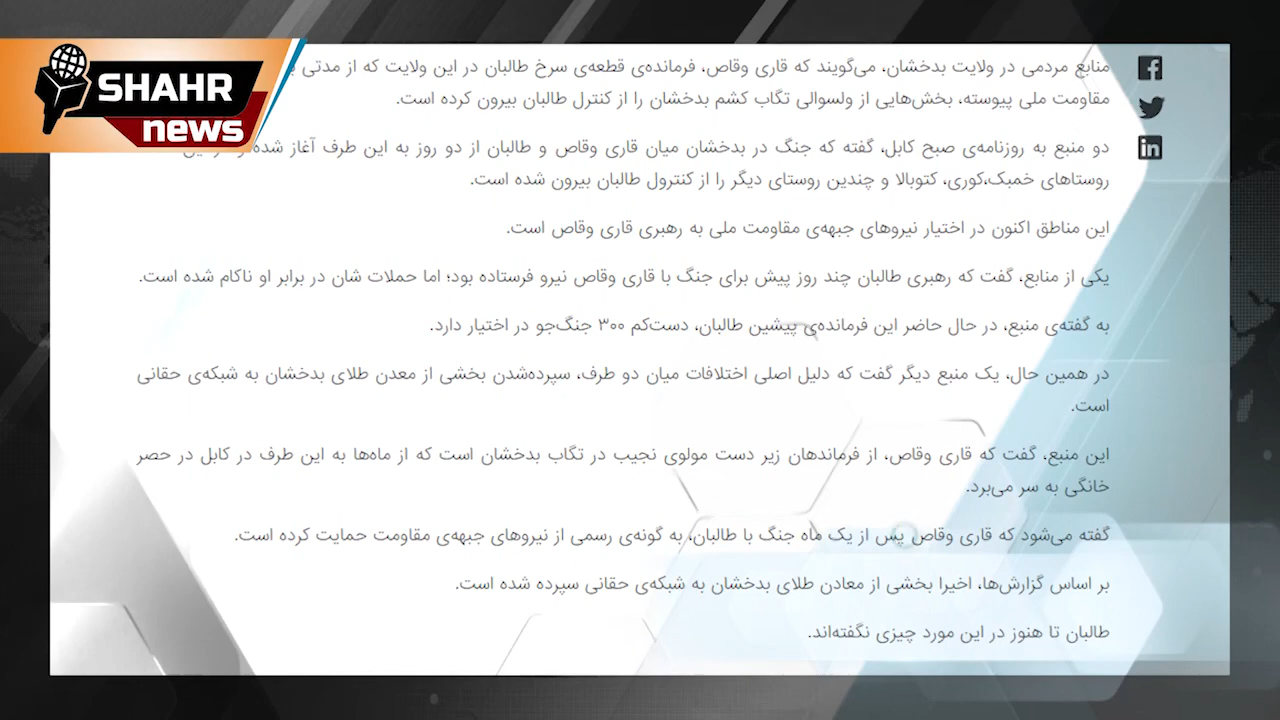 SHAHR
news
منابع مردمی در ولایت بدخشان، می‌گویند که قاری وقاص، فرمانده‌ی قطعه‌ی سرخ طالبان در این ولایت که از مدتی
مقاومت ملی پیوسته، بخش‌هایی از ولسوالی تگاب کشم بدخشان را از کنترل طالبان بیرون کرده است.
دو منبع به روزنامه‌ی صبح کابل، گفته که جنگ در بدخشان میان قاری وقاص و طالبان از دو روز به این طرف آغاز شده
روستاهای خمبک،کوری، کتوبالا و چندین روستای دیگر را از کنترول طالبان بیرون شده است.
این مناطق اکنون در اختیار نیروهای جبهه‌ی مقاومت ملی به رهبری قاری وقاص است.
یکی از منابع، گفت که رهبری طالبان چند روز پیش برای جنگ با قاری وقاص نیرو فرستاده بود؛ اما حملات شان در برابر او ناکام شده است.
به گفته‌ی منبع، در حال حاضر این فرمانده‌ی پیشین طالبان، دست‌کم ۳۰۰ جنگ‌جو در اختیار دارد.
در همین حال، یک منبع دیگر گفت که دلیل اصلی اختلافات میان دو طرف، سپرده‌شدن بخشی از معدن طلای بدخشان به شبکه‌ی حقانی
است.
این منبع، گفت که قاری وقاص، از فرماندهان زیر دست مولوی نجیب در تگاب بدخشان است که از ماه‌ها به این طرف در کابل در حصر
خانگی به سر می‌برد.
گفته می‌شود که قاری وقاص پس از یک ماه جنگ با طالبان، به گونه‌ی رسمی از نیروهای جبهه‌ی مقاومت حمایت کرده است.
بر اساس گزارش‌ها، اخیرا بخشی از معادن طلای بدخشان به شبکه‌ی حقانی سپرده شده است.
طالبان تا هنوز در این مورد چیزی نگفته‌اند.